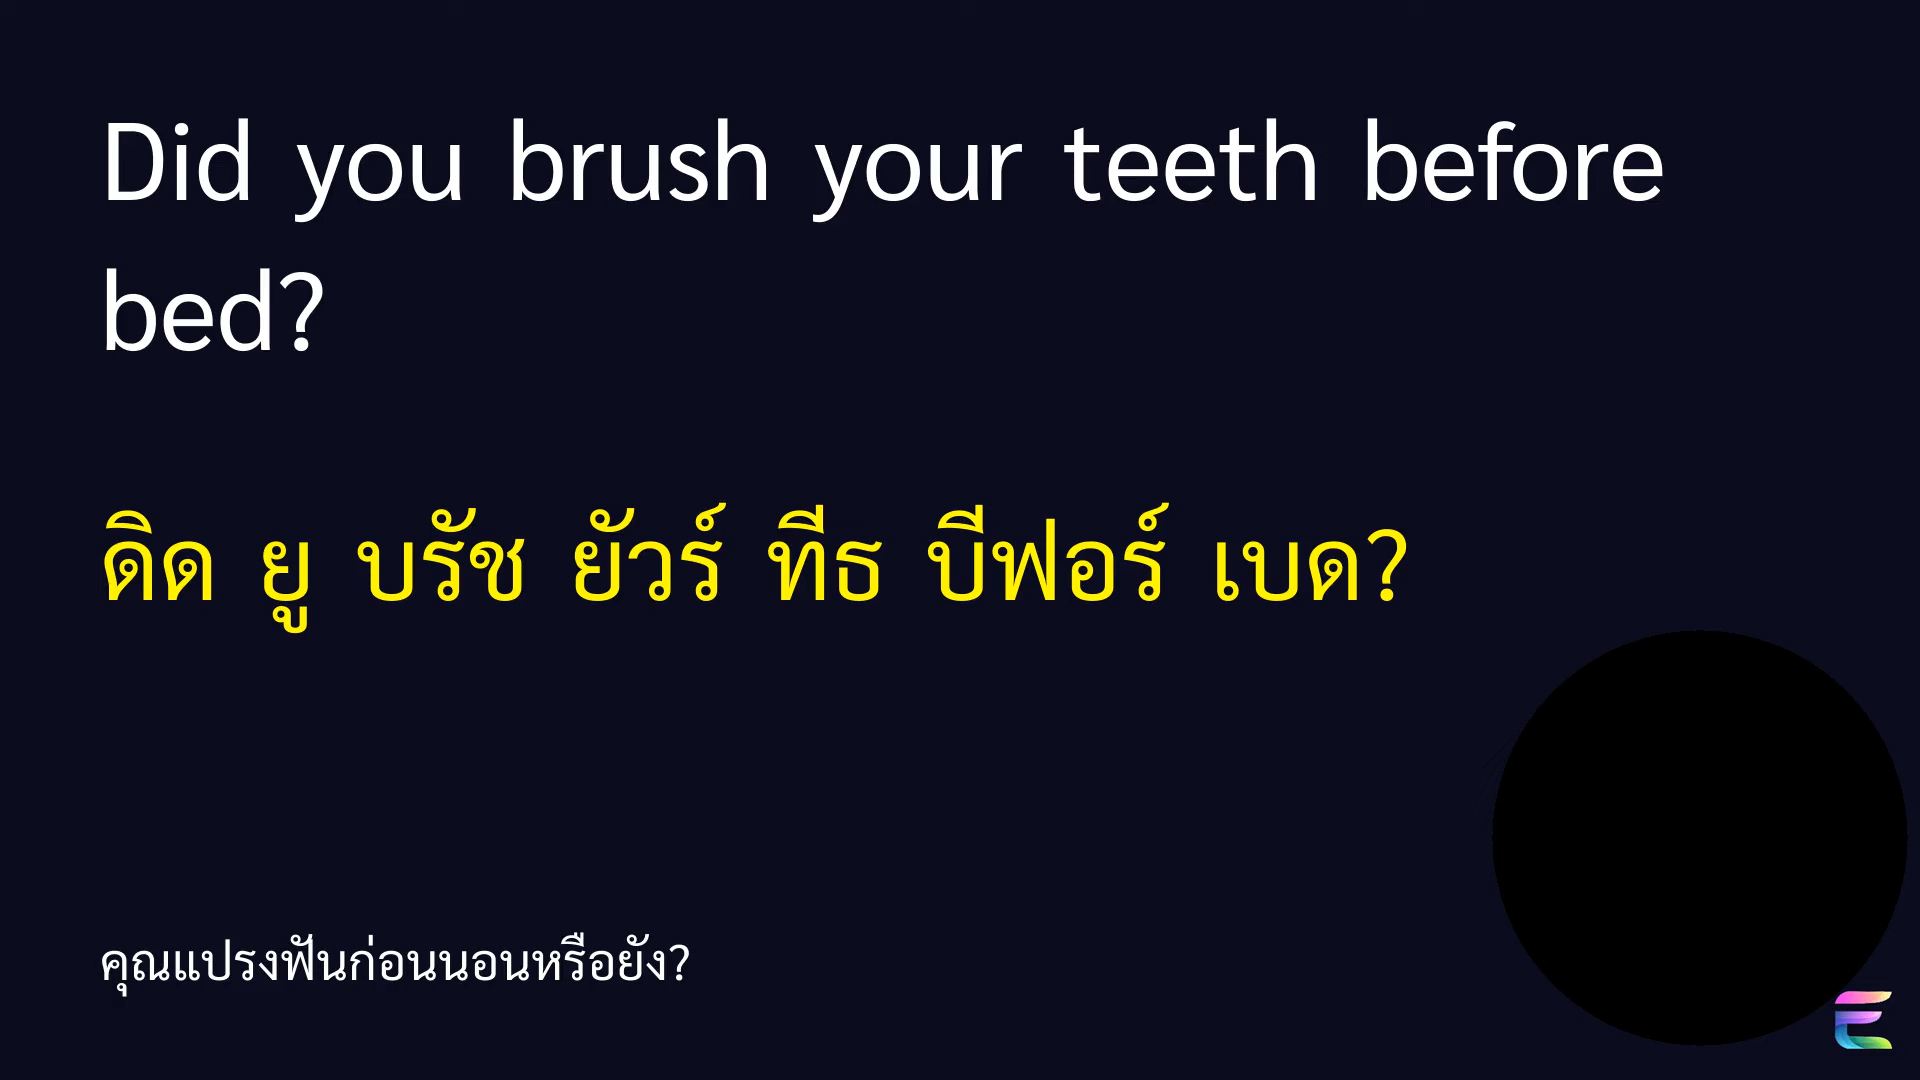 Did you brush your teeth before
bed?
ดิด ยู บรัช ยัวร์ ทีธ บีฟอร์ เบด?
คุณแปรงฟันก่อนนอนหรือยัง?